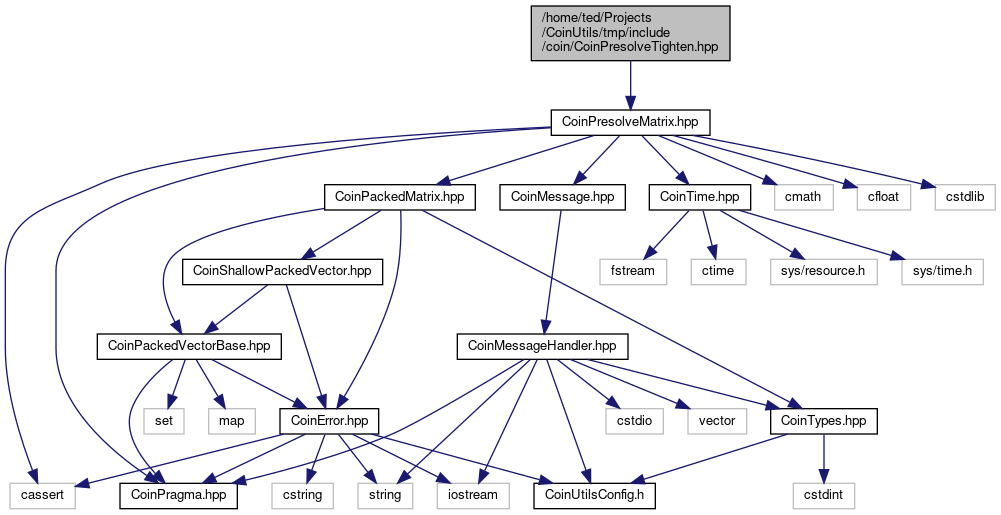 /home/ted/Projects
/CoinUtils/tmp/include
/coin/CoinPresolveTighten.hpp
CoinPresolveMatrix.hpp
CoinPackedMatrix.hpp
CoinMessage.hpp
CoinTime.hpp
cmath
cfloat
cstdlib
CoinShallowPackedVector.hpp
fstream
ctime
sys/resource.h
sys/time.h
CoinPackedVectorBase.hpp
CoinMessageHandler.hpp
set
map
CoinError.hpp
cstdio
vector
CoinTypes.hpp
cassert
CoinPragma.hpp
cstring
string
iostream
CoinUtilsConfig.h
cstdint